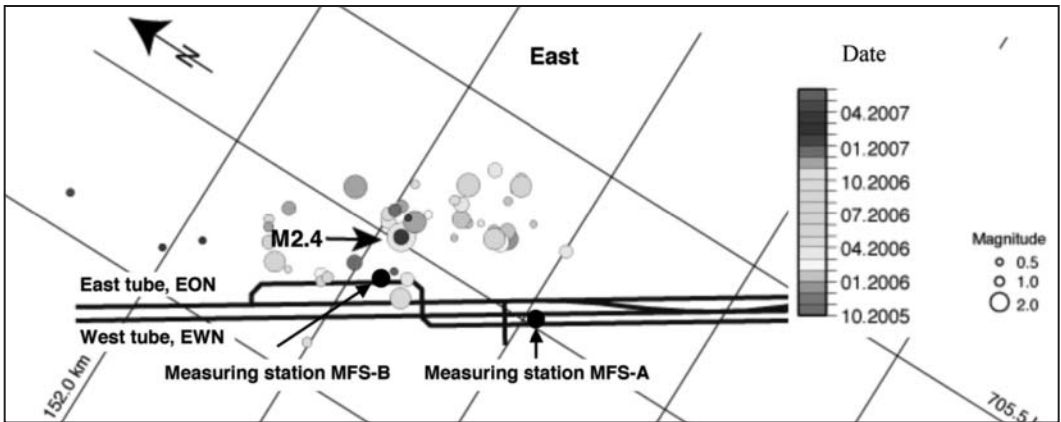 N
East
Date
04.2007
01.2007
10.2006
07.2006
04.2006
01.2006
10.2005
Magnitude
0.5
1.0
2.0
M2.4
East tube, EON
West tube, EWN
Measuring station MFS-B
Measuring station MFS-A
152.0 km
705.5